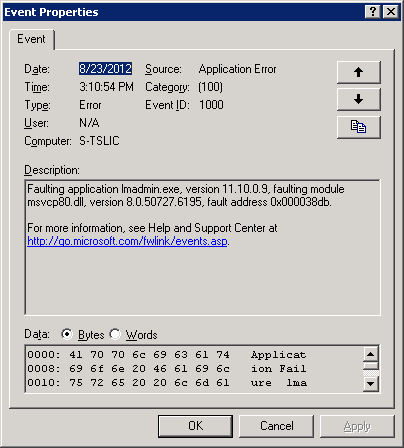 Event Properties
Event
Date: 8/23/2012 Source: Application Error
Time: 3:10:54 PM Category: (100)
Type: Error Event ID: 1000
User: N/A
Computer: S-TSLIC
Description:
Faulting application lmadmin.exe, version 11.10.0.9, faulting module
msvcp80.dll, version 8.0.50727.6195, fault address 0x000038db.
For more information, see Help and Support Center at
http://go.microsoft.com/fwlink/events.asp.
Data: Bytes Words
0000: 41 70 70 6c 69 63 61 74 Applicat
0008: 69 6f 6e 20 46 61 69 6c ion Fail
0010: 75 72 65 20 20 6c 6d 61 ure lma
OK Cancel Apply